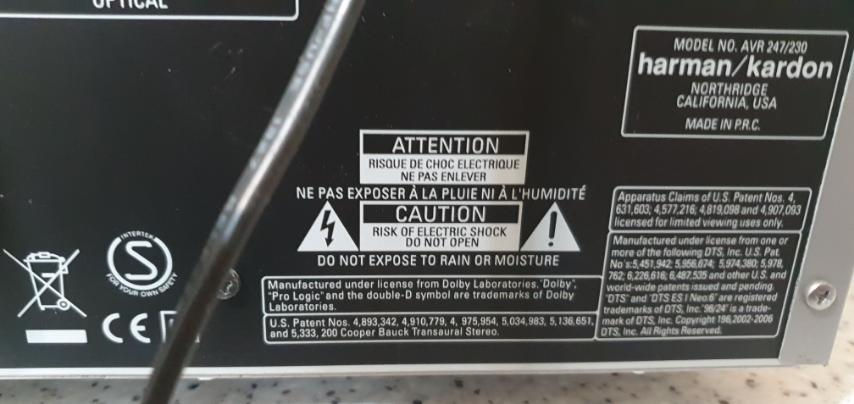 OPTICAL
MODEL NO. AVR 247/230
harman/kardon
NORTHRIDGE
CALIFORNIA, USA
MADE IN P.R.C.
ATTENTION
RISQUE DE CHOC ELECTRIQUE
NE PAS ENLEVER
NE PAS EXPOSER À LA PLUIE NI À L'HUMIDITÉ
CAUTION
RISK OF ELECTRIC SHOCK
DO NOT OPEN
DO NOT EXPOSE TO RAIN OR MOISTURE
INTERTEK
S
FOR YOUR OWN SAFETY
CE
Manufactured under license from Dolby Laboratories. "Dolby",
"Pro Logic" and the double-D symbol are trademarks of Dolby
Laboratories.
U.S. Patent Nos. 4,893,342, 4,910,779, 4, 975,954, 5,034,983, 5,136,651,
and 5,333, 200 Cooper Bauck Transaural Stereo.
Apparatus Claims of U.S. Patent Nos. 4,
631,603, 4,577,216, 4,819,098 and 4,907,093
licensed for limited viewing uses only.
Manufactured under license from one or
more of the following DTS, Inc. U.S. Pat.
No's:5,451,942, 5,956,674, 5,974,380, 5,978,
762, 6,226,616, 6,487,535 and other U.S. and
world-wide patents issued and pending.
"DTS" and "DTS ES I Neo:6" are registered
trademarks of DTS, Inc. "96/24" is a trade-
mark of DTS, Inc. Copyright 196,2002-2006
DTS, Inc. All Rights Reserved.